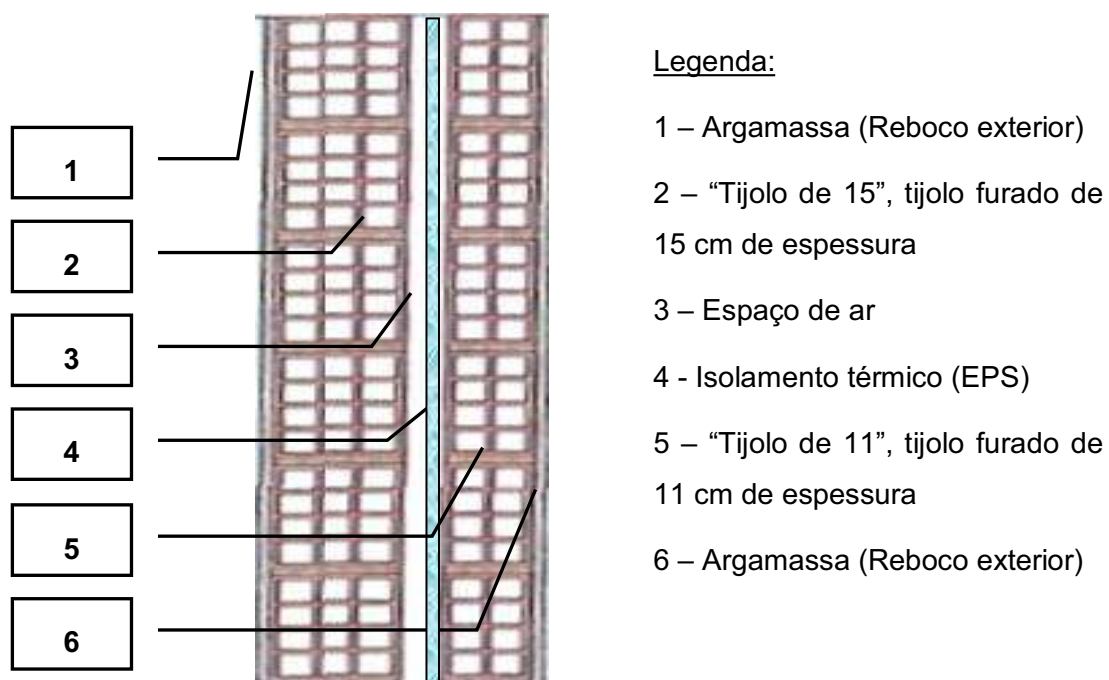 1
2
3
4
5
6
Legenda:
1 – Argamassa (Reboco exterior)
2 – “Tijolo de 15”, tijolo furado de
15 cm de espessura
3 – Espaço de ar
4 - Isolamento térmico (EPS)
5 – “Tijolo de 11”, tijolo furado de
11 cm de espessura
6 – Argamassa (Reboco exterior)